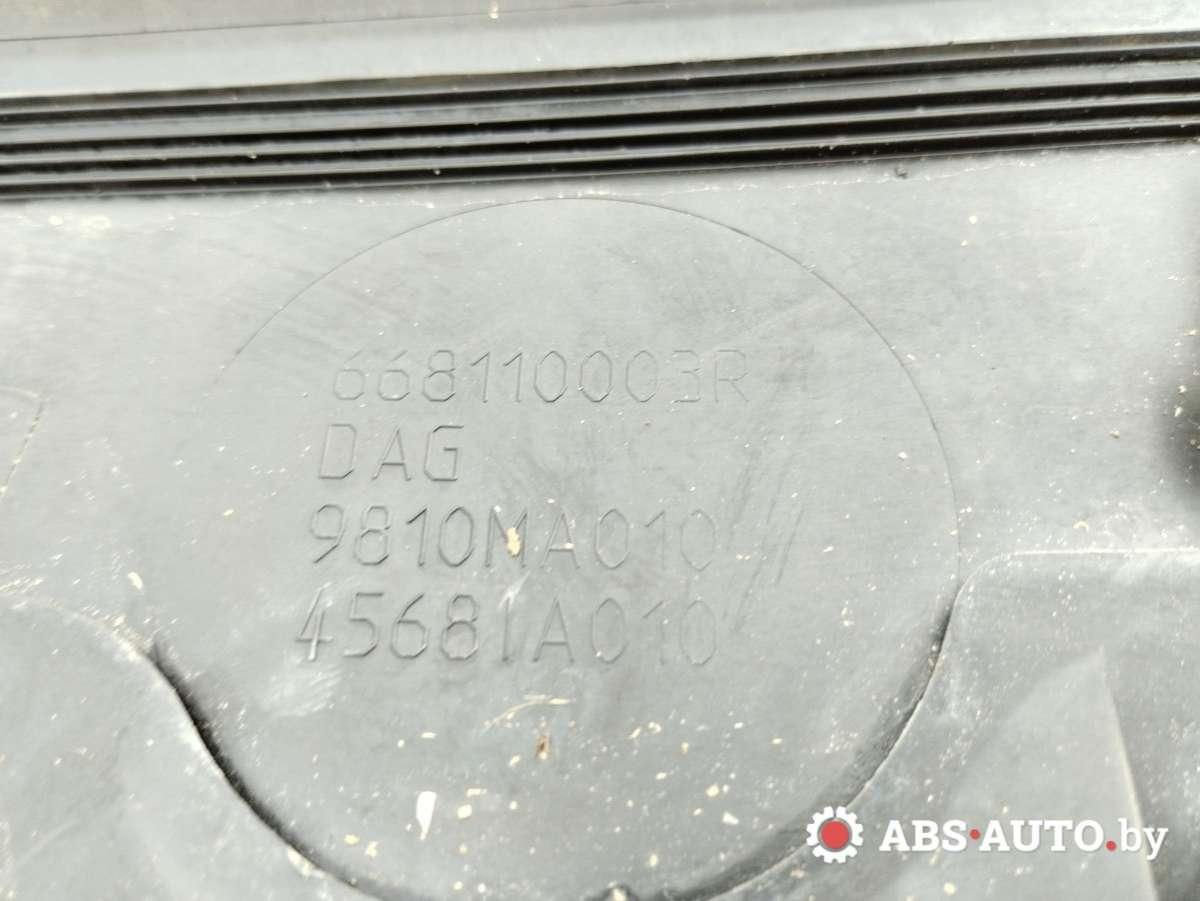 668110003R
DAG
9810MA010 //
45681A010
ABS-AUTO.by